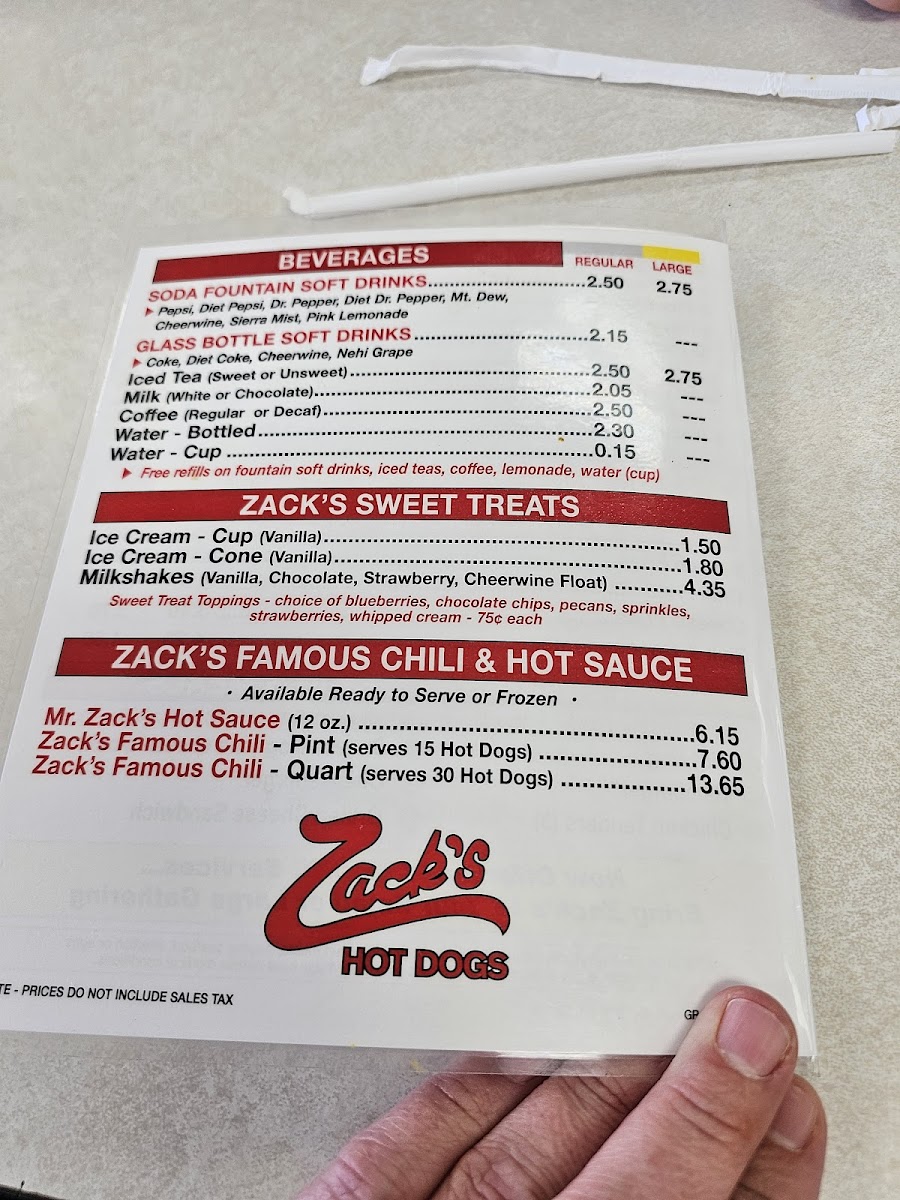 BEVERAGES REGULAR LARGE
SODA FOUNTAIN SOFT DRINKS..............................2.50 2.75
▶ Pepsi, Diet Pepsi, Dr. Pepper, Diet Dr. Pepper, Mt. Dew,
Cheerwine, Sierra Mist, Pink Lemonade
GLASS BOTTLE SOFT DRINKS ..............................2.15 ---
▶ Coke, Diet Coke, Cheerwine, Nehi Grape
Iced Tea (Sweet or Unsweet)..............................2.50 2.75
Milk (White or Chocolate)..............................2.05 ---
Coffee (Regular or Decaf)..............................2.50
Water - Bottled..............................2.30 ---
Water - Cup ..............................0.15 ---
▶ Free refills on fountain soft drinks, iced teas, coffee, lemonade, water (cup)
ZACK'S SWEET TREATS
Ice Cream - Cup (Vanilla)..............................1.50
Ice Cream - Cone (Vanilla)..............................1.80
Milkshakes (Vanilla, Chocolate, Strawberry, Cheerwine Float) ............4.35
Sweet Treat Toppings - choice of blueberries, chocolate chips, pecans, sprinkles,
strawberries, whipped cream - 75¢ each
ZACK'S FAMOUS CHILI & HOT SAUCE
· Available Ready to Serve or Frozen ·
Mr. Zack's Hot Sauce (12 oz.) ..............................6.15
Zack's Famous Chili - Pint (serves 15 Hot Dogs) ......................7.60
Zack's Famous Chili - Quart (serves 30 Hot Dogs) ..................13.65
Zack's
HOT DOGS
- PRICES DO NOT INCLUDE SALES TAX